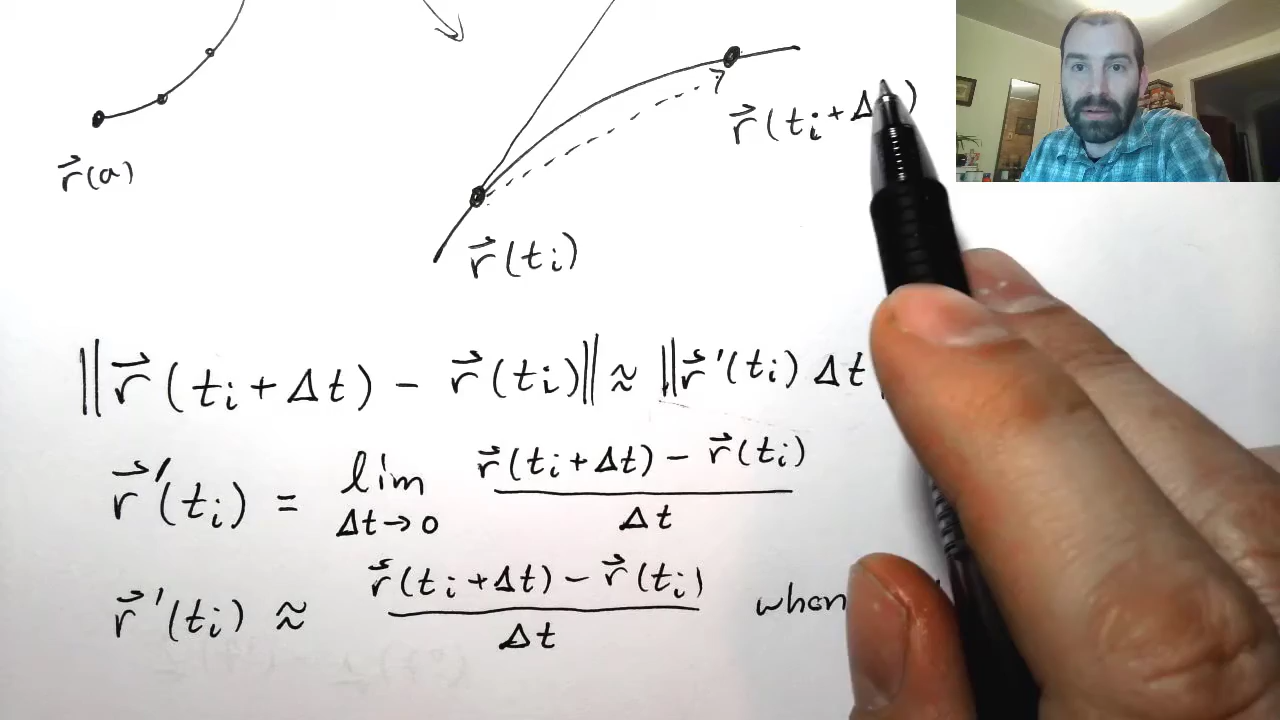 r⃗(a)
r⃗(tᵢ+Δt)
r⃗(tᵢ)
‖r⃗(tᵢ+Δt) − r⃗(tᵢ)‖ ≈ ‖r⃗'(tᵢ) Δt
r⃗'(tᵢ) = lim Δt→0 r⃗(tᵢ+Δt) − r⃗(tᵢ) / Δt
r⃗'(tᵢ) ≈ r⃗(tᵢ+Δt) − r⃗(tᵢ) / Δt when